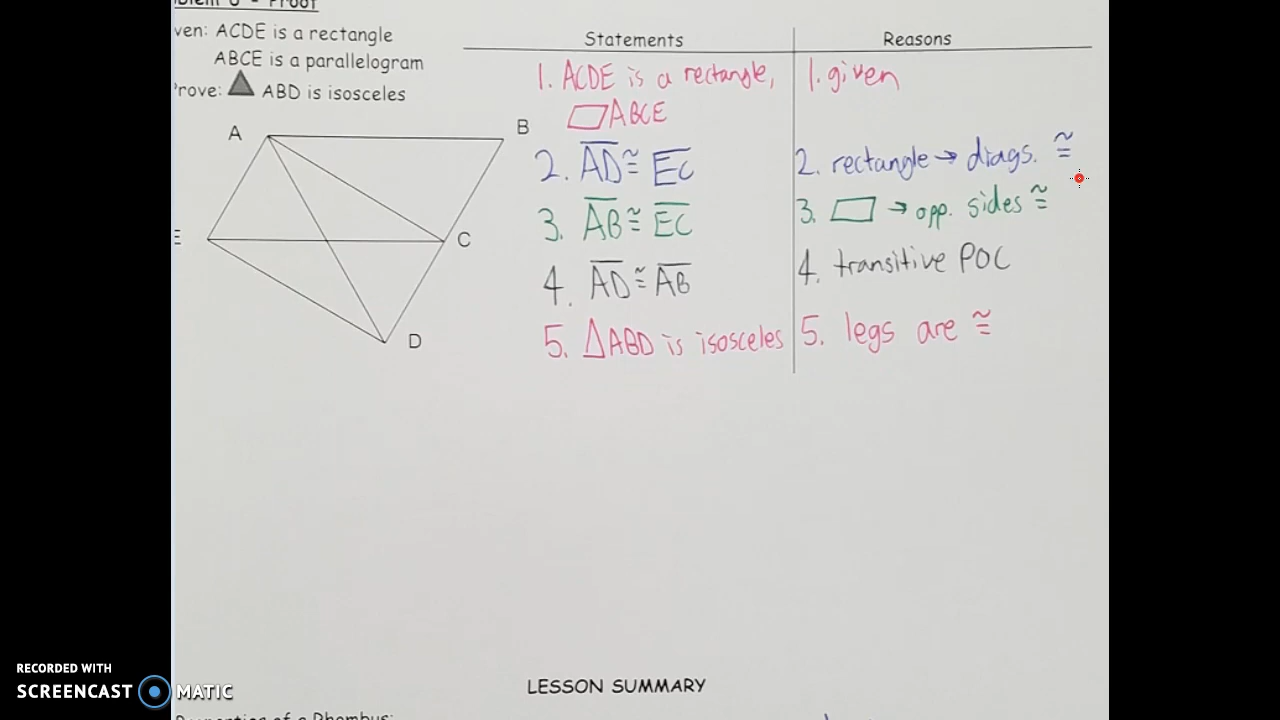 ven: ACDE is a rectangle
ABCE is a parallelogram
rove: ABD is isosceles
Statements
Reasons
1. ACDE is a rectangle,
▱ABCE
1. given
2. AD ≅ EC
2. rectangle → diags. ≅
3. AB ≅ EC
3. ▱ → opp. sides ≅
4. AD ≅ AB
4. transitive POC
5. △ABD is isosceles
5. legs are ≅
A
B
E
C
D
RECORDED WITH
SCREENCAST MATIC
LESSON SUMMARY